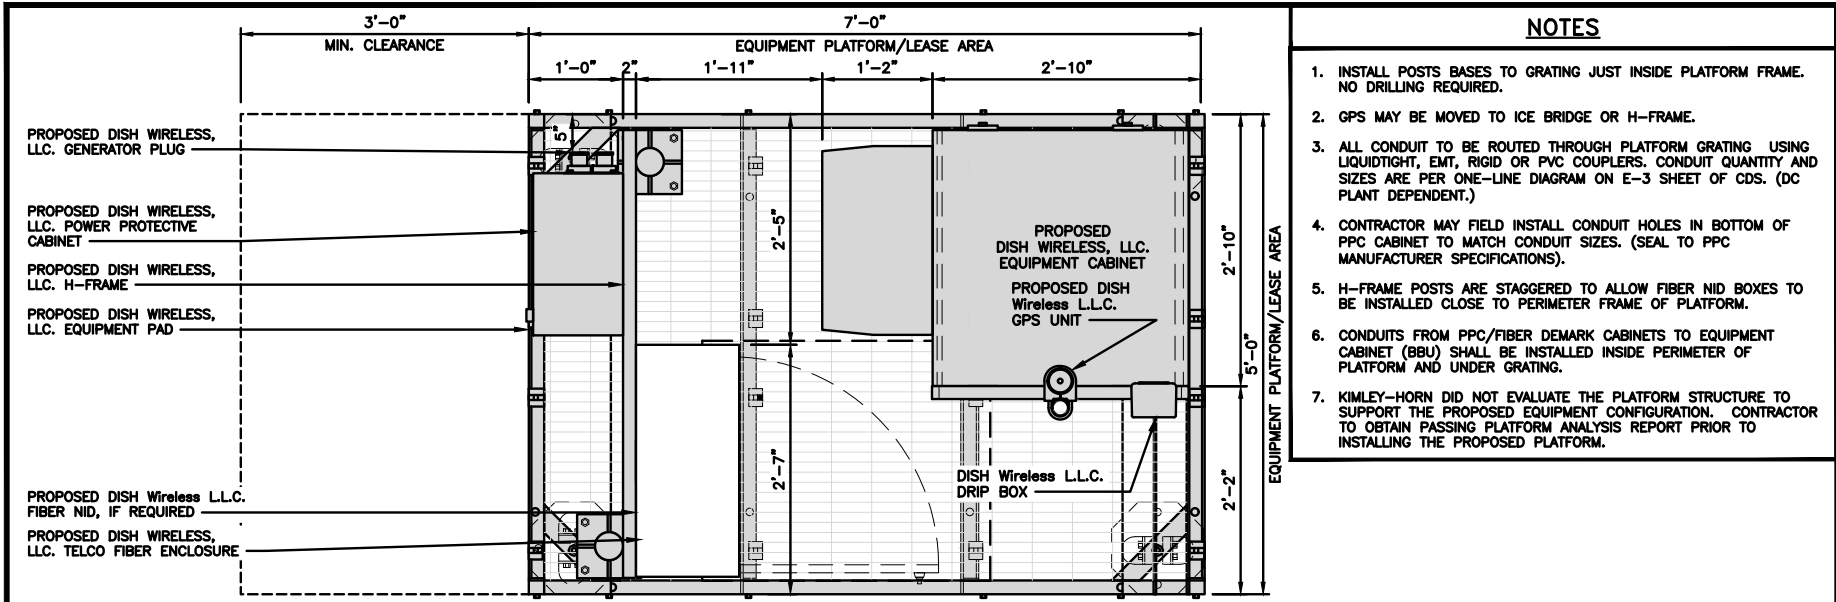 3'-0"
MIN. CLEARANCE
7'-0"
EQUIPMENT PLATFORM/LEASE AREA
1'-0"
2"
1'-11"
1'-2"
2'-10"
PROPOSED DISH WIRELESS,
LLC. GENERATOR PLUG
5"
PROPOSED DISH WIRELESS,
LLC. POWER PROTECTIVE
CABINET
PROPOSED DISH WIRELESS,
LLC. H-FRAME
PROPOSED DISH WIRELESS,
LLC. EQUIPMENT PAD
PROPOSED DISH Wireless L.L.C.
FIBER NID, IF REQUIRED
PROPOSED DISH WIRELESS,
LLC. TELCO FIBER ENCLOSURE
2'-5"
2'-7"
PROPOSED
DISH WIRELESS, LLC.
EQUIPMENT CABINET
PROPOSED DISH
Wireless L.L.C.
GPS UNIT
DISH Wireless L.L.C.
DRIP BOX
2'-10"
2'-2"
5'-0"
EQUIPMENT PLATFORM/LEASE AREA
NOTES
1. INSTALL POSTS BASES TO GRATING JUST INSIDE PLATFORM FRAME.
NO DRILLING REQUIRED.
2. GPS MAY BE MOVED TO ICE BRIDGE OR H-FRAME.
3. ALL CONDUIT TO BE ROUTED THROUGH PLATFORM GRATING USING
LIQUIDTIGHT, EMT, RIGID OR PVC COUPLERS. CONDUIT QUANTITY AND
SIZES ARE PER ONE-LINE DIAGRAM ON E-3 SHEET OF CDS. (DC
PLANT DEPENDENT.)
4. CONTRACTOR MAY FIELD INSTALL CONDUIT HOLES IN BOTTOM OF
PPC CABINET TO MATCH CONDUIT SIZES. (SEAL TO PPC
MANUFACTURER SPECIFICATIONS).
5. H-FRAME POSTS ARE STAGGERED TO ALLOW FIBER NID BOXES TO
BE INSTALLED CLOSE TO PERIMETER FRAME OF PLATFORM.
6. CONDUITS FROM PPC/FIBER DEMARK CABINETS TO EQUIPMENT
CABINET (BBU) SHALL BE INSTALLED INSIDE PERIMETER OF
PLATFORM AND UNDER GRATING.
7. KIMLEY-HORN DID NOT EVALUATE THE PLATFORM STRUCTURE TO
SUPPORT THE PROPOSED EQUIPMENT CONFIGURATION. CONTRACTOR
TO OBTAIN PASSING PLATFORM ANALYSIS REPORT PRIOR TO
INSTALLING THE PROPOSED PLATFORM.